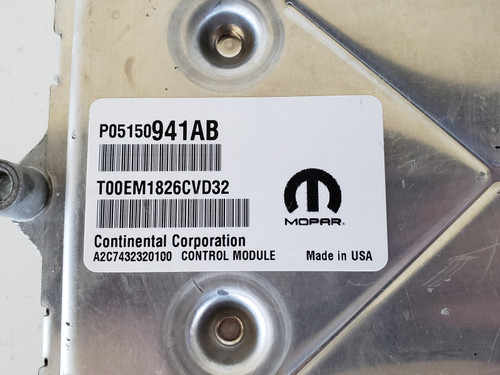 P05150941AB
T00EM1826CVD32
MOPAR
Continental Corporation
A2C7432320100 CONTROL MODULE Made in USA